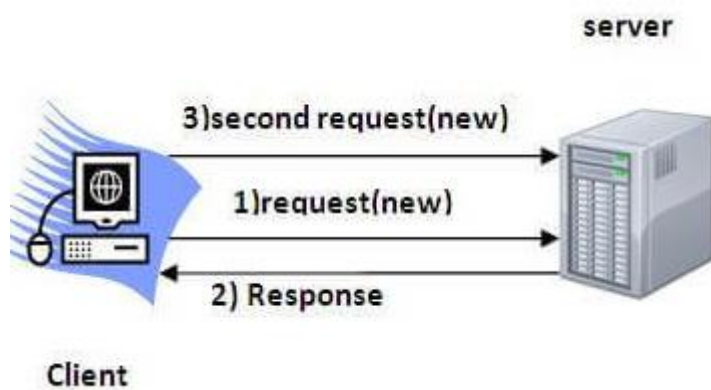 server
3)second request(new)
1)request(new)
2) Response
Client